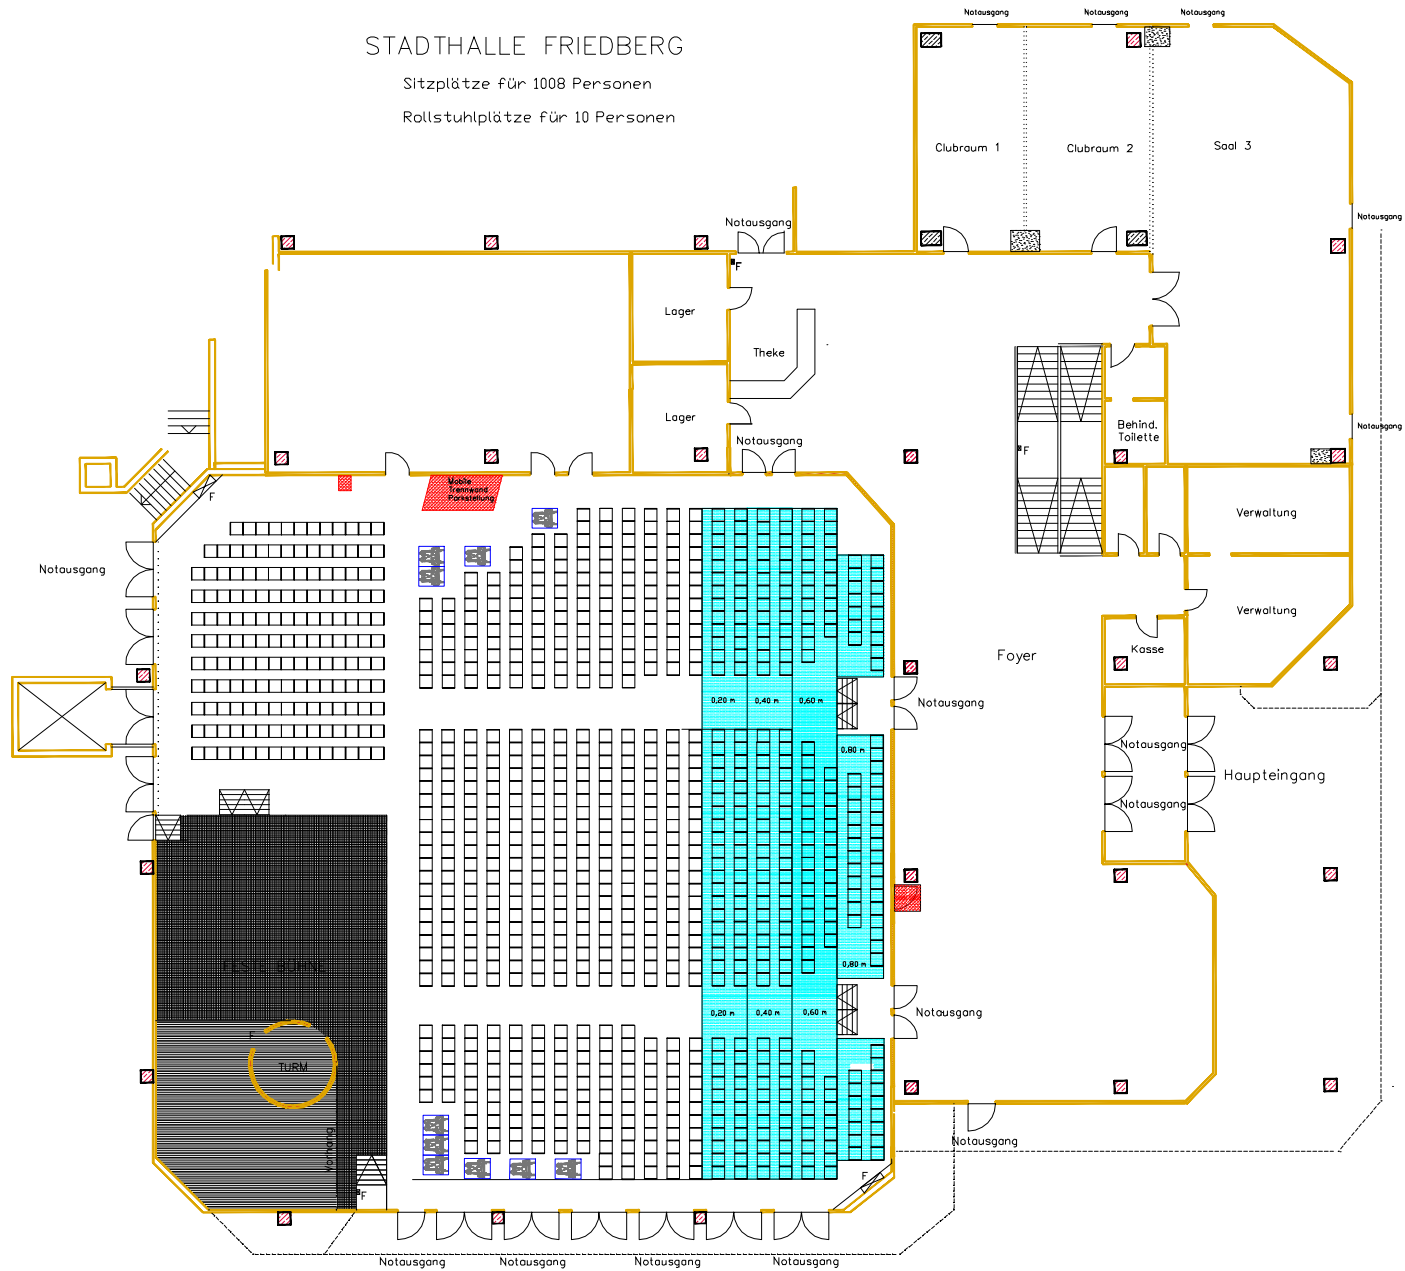 Notausgang
Notausgang
Notausgang
STADTHALLE FRIEDBERG
Sitzplätze für 1008 Personen
Rollstuhlplätze für 10 Personen
Clubraum 1
Clubraum 2
Saal 3
Notausgang
Notausgang
F
Lager
Theke
Lager
Behind.
Toilette
Notausgang
Notausgang
F
Mobile
Trennwand
Parkstellung
F
Verwaltung
Notausgang
Verwaltung
Kasse
Foyer
0,20 m
0,40 m
0,60 m
Notausgang
0,80 m
Notausgang
Haupteingang
Notausgang
FESTE BÜHNE
0,80 m
0,20 m
0,40 m
0,60 m
Notausgang
F
TURM
Vorhang
Notausgang
F
F
Notausgang
Notausgang
Notausgang
Notausgang